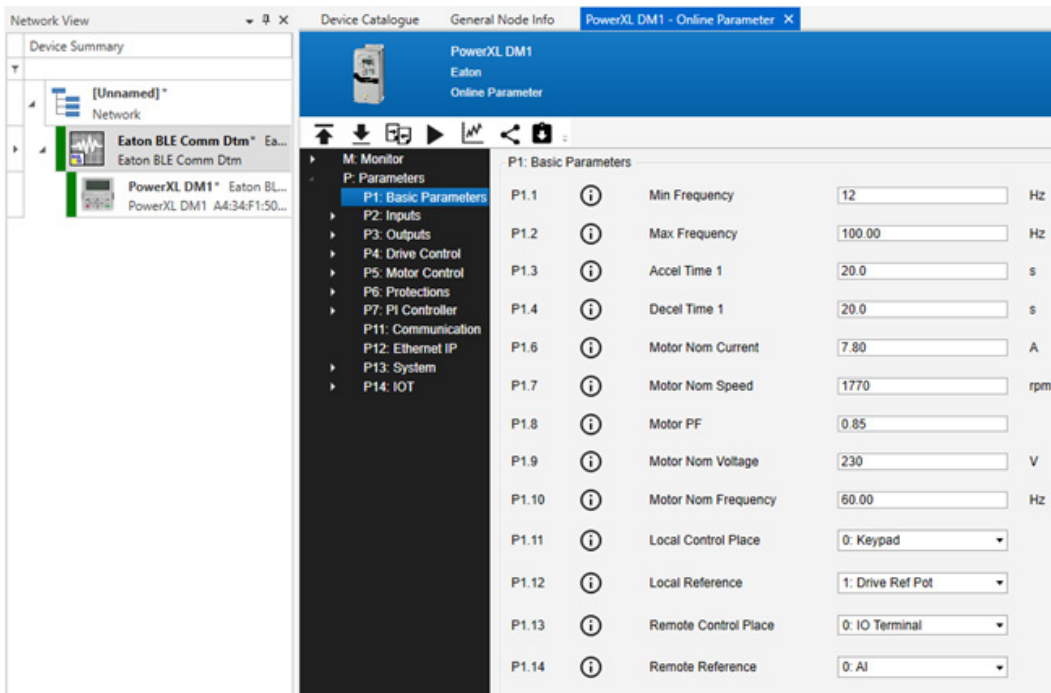 Network View
Device Summary
[Unnamed] *
Network
Eaton BLE Comm Dtm* Ea...
Eaton BLE Comm Dtm
PowerXL DM1* Eaton BL...
PowerXL DM1 A4:34:F1:50...
Device Catalogue General Node Info PowerXL DM1 - Online Parameter
PowerXL DM1
Eaton
Online Parameter
M: Monitor
P: Parameters
P1: Basic Parameters
P2: Inputs
P3: Outputs
P4: Drive Control
P5: Motor Control
P6: Protections
P7: PI Controller
P11: Communication
P12: Ethernet IP
P13: System
P14: IOT
P1: Basic Parameters
P1.1 Min Frequency 12 Hz
P1.2 Max Frequency 100.00 Hz
P1.3 Accel Time 1 20.0 s
P1.4 Decel Time 1 20.0 s
P1.6 Motor Nom Current 7.80 A
P1.7 Motor Nom Speed 1770 rpm
P1.8 Motor PF 0.85
P1.9 Motor Nom Voltage 230 V
P1.10 Motor Nom Frequency 60.00 Hz
P1.11 Local Control Place 0: Keypad
P1.12 Local Reference 1: Drive Ref Pot
P1.13 Remote Control Place 0: IO Terminal
P1.14 Remote Reference 0: AI